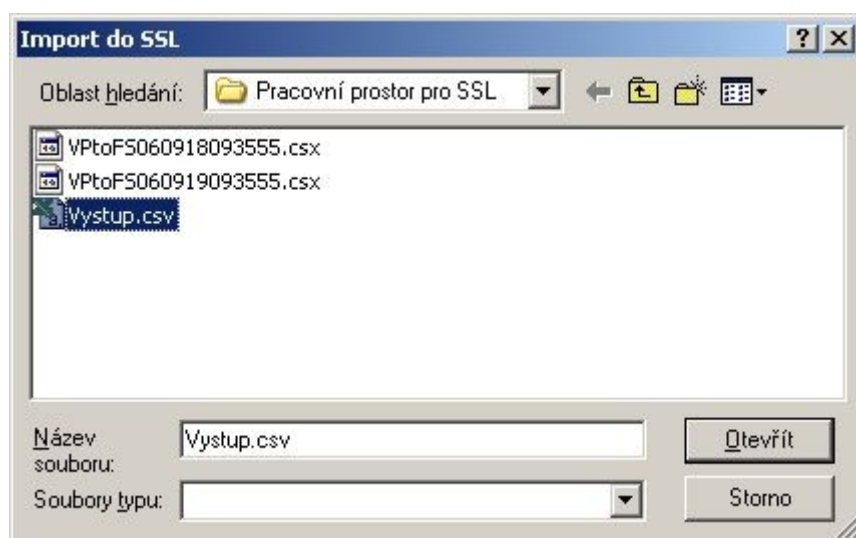 Import do SSL
Oblast hledání: Pracovní prostor pro SSL
VPtoFS060918093555.csx
VPtoFS060919093555.csx
Vystup.csv
Název souboru: Vystup.csv
Otevřít
Soubory typu:
Storno